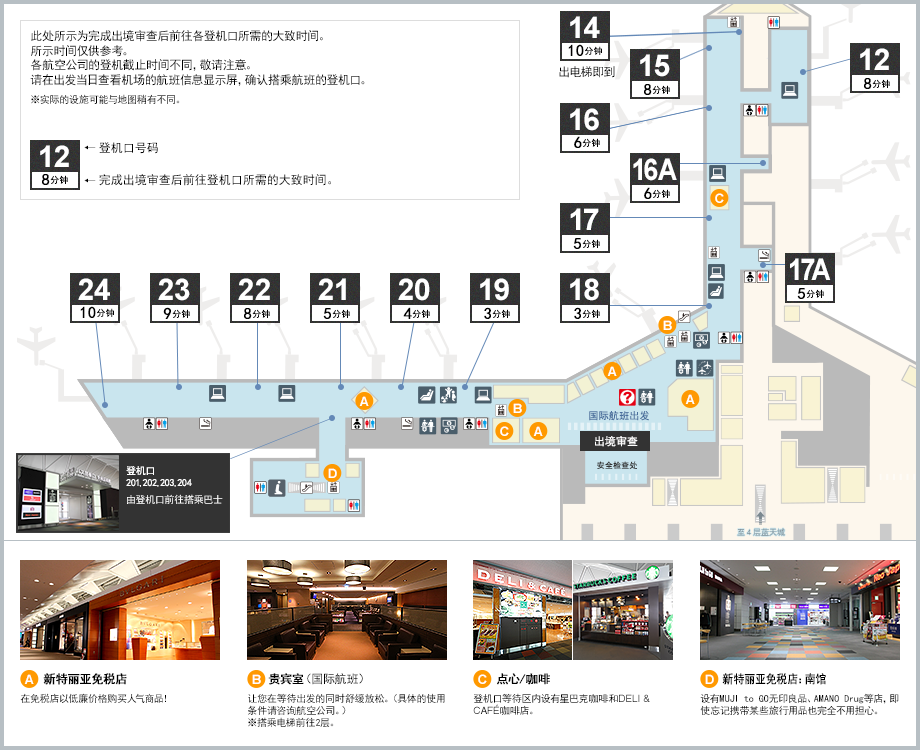 此处所示为完成出境审查后前往各登机口所需的大致时间。
所示时间仅供参考。
各航空公司的登机截止时间不同, 敬请注意。
请在出发当日查看机场的航班信息显示屏, 确认搭乘航班的登机口。
※实际的设施可能与地图稍有不同。
12
8分钟
← 登机口号码
← 完成出境审查后前往登机口所需的大致时间。
14
10分钟
出电梯即到
15
8分钟
12
8分钟
16
6分钟
16A
6分钟
17
5分钟
17A
5分钟
18
3分钟
24
10分钟
23
9分钟
22
8分钟
21
5分钟
20
4分钟
19
3分钟
C
B
A
A
A
B
C
A
D
国际航班出发
出境审查
安全检查处
至４层蓝天城
登机口
201, 202, 203, 204
由登机口前往搭乘巴士
DELI & CAFE
STARBUCKS COFFEE
A 新特丽亚免税店
在免税店以低廉价格购买人气商品!
B 贵宾室（国际航班）
让您在等待出发的同时舒缓放松。（具体的使用
条件请咨询航空公司。）
※搭乘电梯前往2层。
C 点心/咖啡
登机口等待区内设有星巴克咖啡和DELI &
CAFÉ咖啡店。
D 新特丽亚免税店: 南馆
设有MUJI to GO无印良品、AMANO Drug等店, 即
使忘记携带某些旅行用品也完全不用担心。